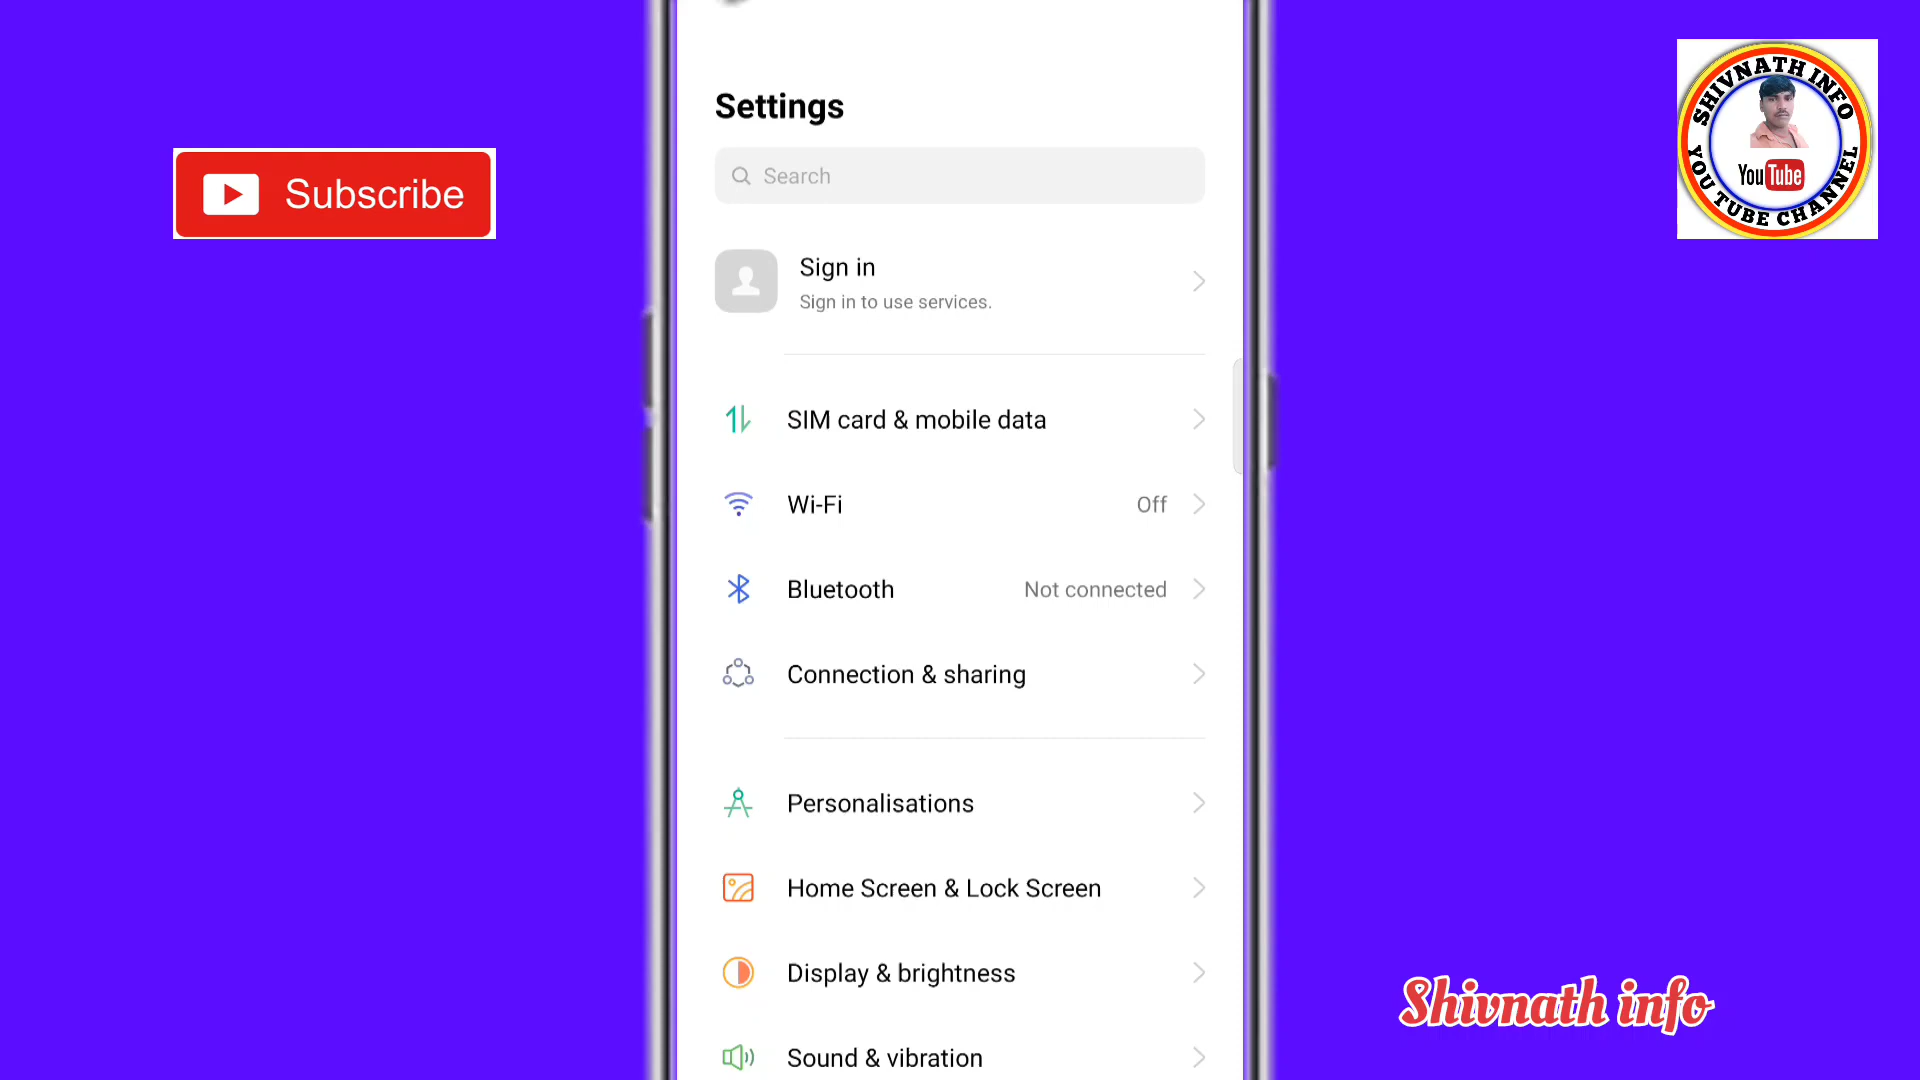 Settings
Search
Subscribe
SHIVNATH INFO
YouTube
YOU TUBE CHANNEL
Sign in
Sign in to use services.
SIM card & mobile data
Wi-Fi Off
Bluetooth Not connected
Connection & sharing
Personalisations
Home Screen & Lock Screen
Display & brightness
Sound & vibration
Shivnath info